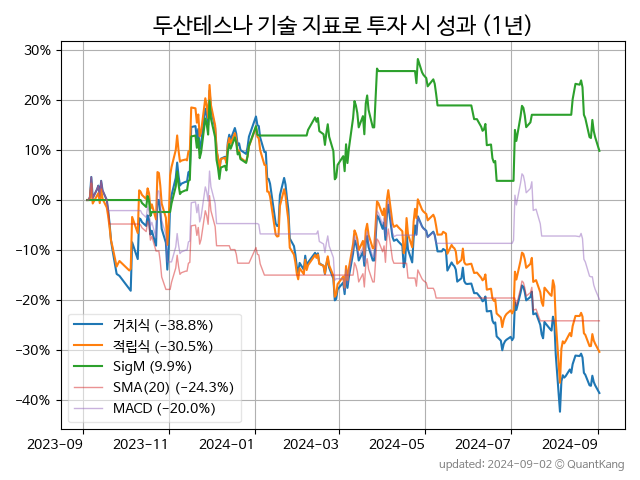 두산테스나 기술 지표로 투자 시 성과 (1년)
30%
20%
10%
0%
−10%
−20%
−30%
−40%
거치식 (−38.8%)
적립식 (−30.5%)
SigM (9.9%)
SMA(20) (−24.3%)
MACD (−20.0%)
2023-09
2023-11
2024-01
2024-03
2024-05
2024-07
2024-09
updated: 2024-09-02 © QuantKang